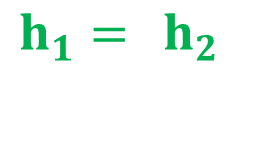 h₁ = h₂